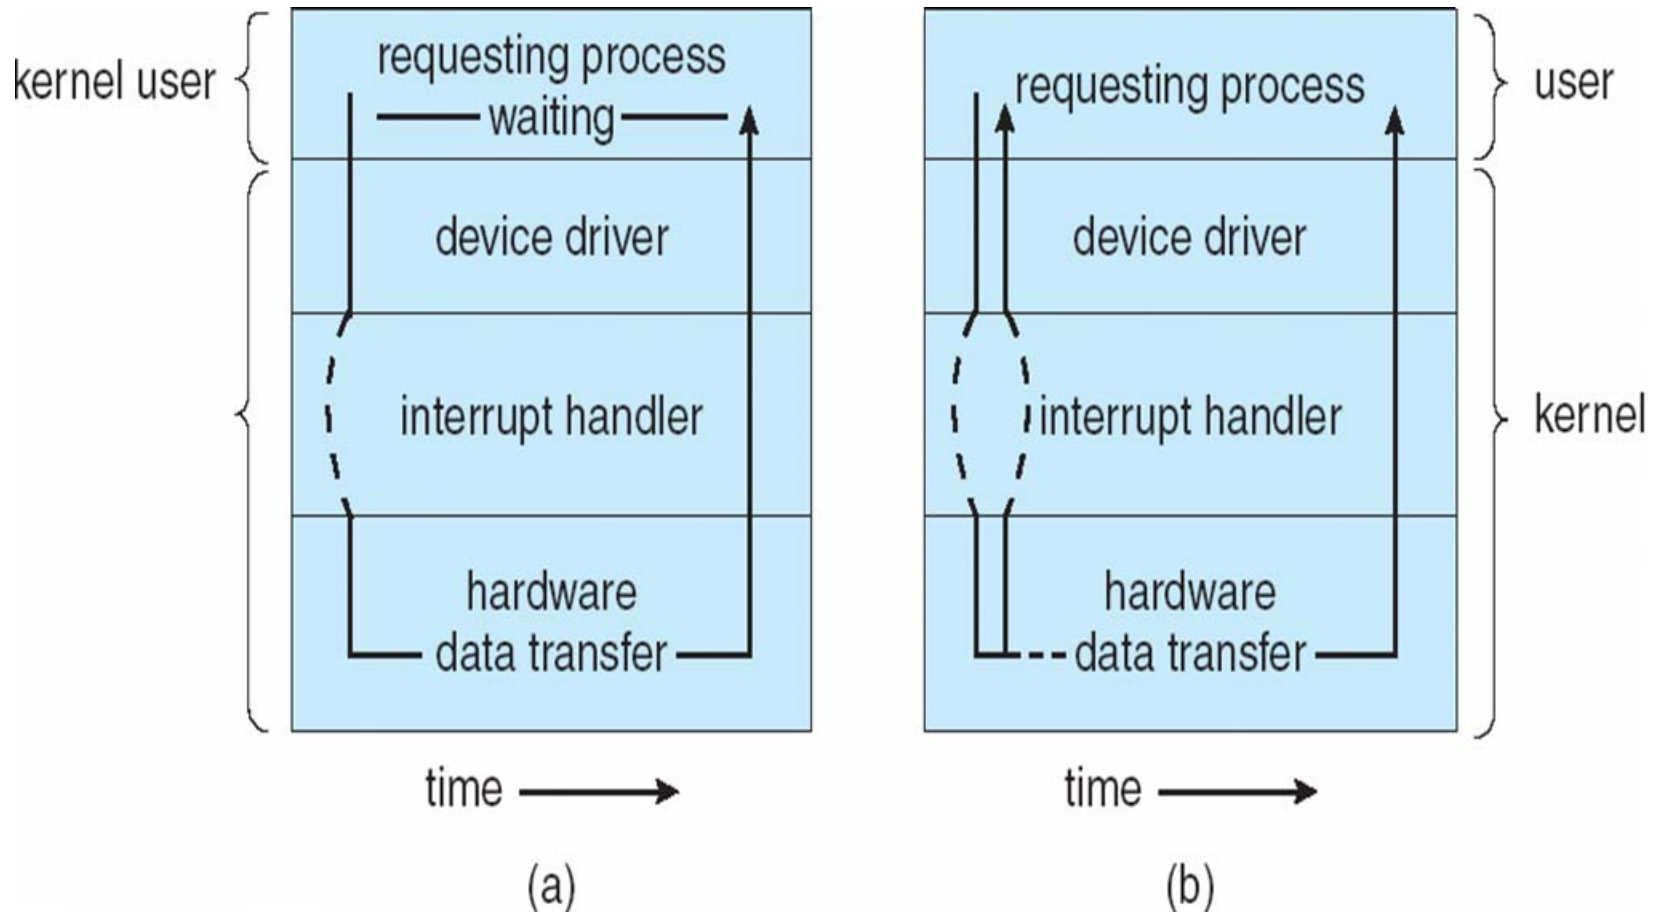 kernel user
requesting process
waiting
device driver
interrupt handler
hardware
data transfer
time
(a)
requesting process
user
device driver
interrupt handler
kernel
hardware
data transfer
time
(b)